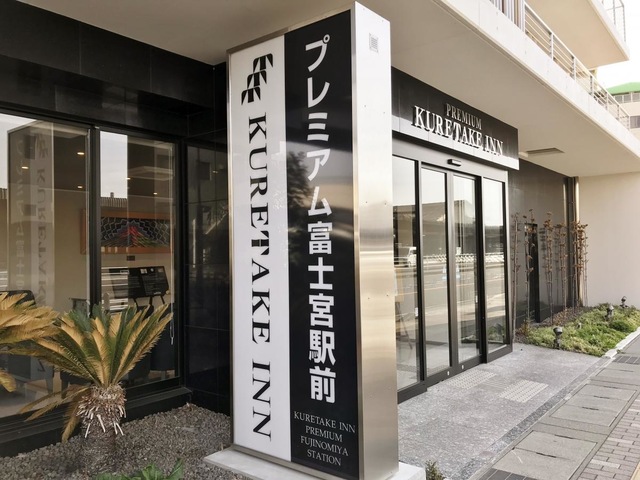 KURETAKE INN
プレミアム富士宮駅前
KURETAKE INN
PREMIUM
FUJINOMIYA
STATION
PREMIUM
KURETAKE INN